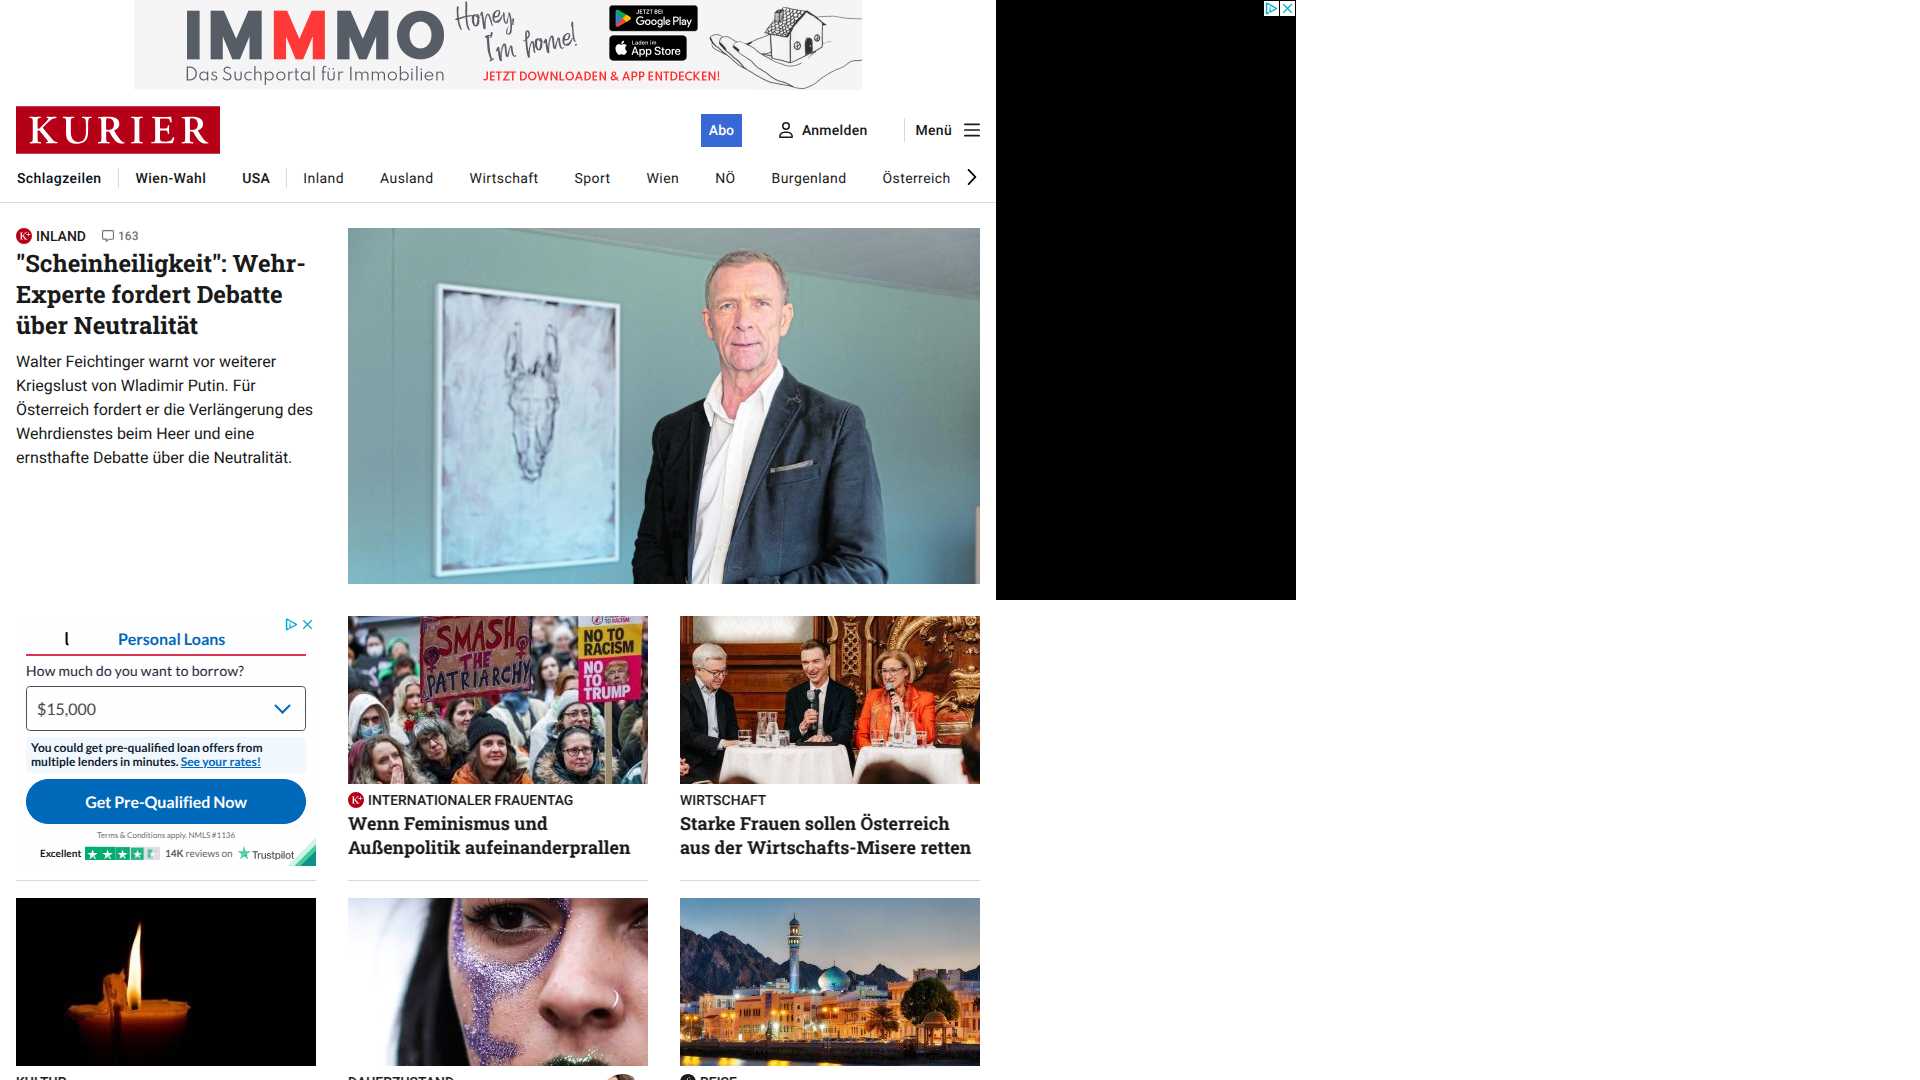 IMMMO
Das Suchportal für Immobilien
Honey,
I'm home!
JETZT BEI
Google Play
Laden im
App Store
JETZT DOWNLOADEN & APP ENTDECKEN!
KURIER
Abo
Anmelden
Menü
Schlagzeilen
Wien-Wahl
USA
Inland
Ausland
Wirtschaft
Sport
Wien
NÖ
Burgenland
Österreich
K+ INLAND 163
"Scheinheiligkeit": Wehr-
Experte fordert Debatte
über Neutralität
Walter Feichtinger warnt vor weiterer
Kriegslust von Wladimir Putin. Für
Österreich fordert er die Verlängerung des
Wehrdienstes beim Heer und eine
ernsthafte Debatte über die Neutralität.
Personal Loans
How much do you want to borrow?
$15,000
You could get pre-qualified loan offers from
multiple lenders in minutes. See your rates!
Get Pre-Qualified Now
Terms & Conditions apply. NMLS #1136
Excellent 14K reviews on Trustpilot
SMASH
THE
PATRIARCHY
TO RACISM
NO TO
RACISM
NO
TO
TRUMP
K+ INTERNATIONALER FRAUENTAG
Wenn Feminismus und
Außenpolitik aufeinanderprallen
WIRTSCHAFT
Starke Frauen sollen Österreich
aus der Wirtschafts-Misere retten
KULTUR
DAUERZUSTAND
REISE